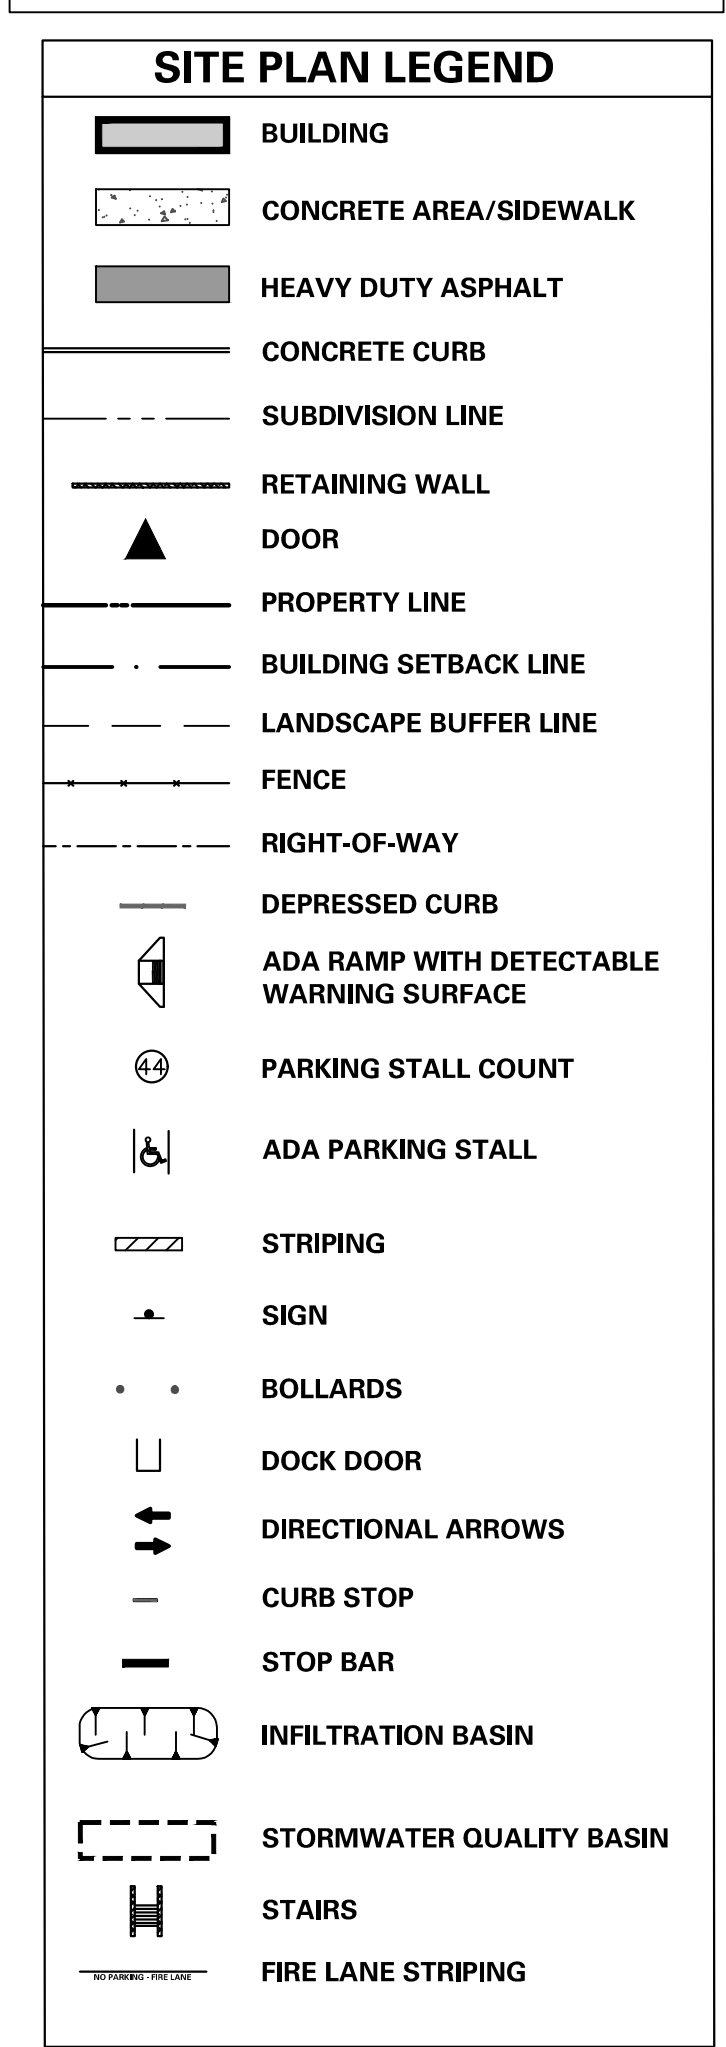 SITE PLAN LEGEND
BUILDING
CONCRETE AREA/SIDEWALK
HEAVY DUTY ASPHALT
CONCRETE CURB
SUBDIVISION LINE
RETAINING WALL
DOOR
PROPERTY LINE
BUILDING SETBACK LINE
LANDSCAPE BUFFER LINE
FENCE
RIGHT-OF-WAY
DEPRESSED CURB
ADA RAMP WITH DETECTABLE
WARNING SURFACE
44 PARKING STALL COUNT
ADA PARKING STALL
STRIPING
SIGN
BOLLARDS
DOCK DOOR
DIRECTIONAL ARROWS
CURB STOP
STOP BAR
INFILTRATION BASIN
STORMWATER QUALITY BASIN
STAIRS
NO PARKING - FIRE LANE FIRE LANE STRIPING